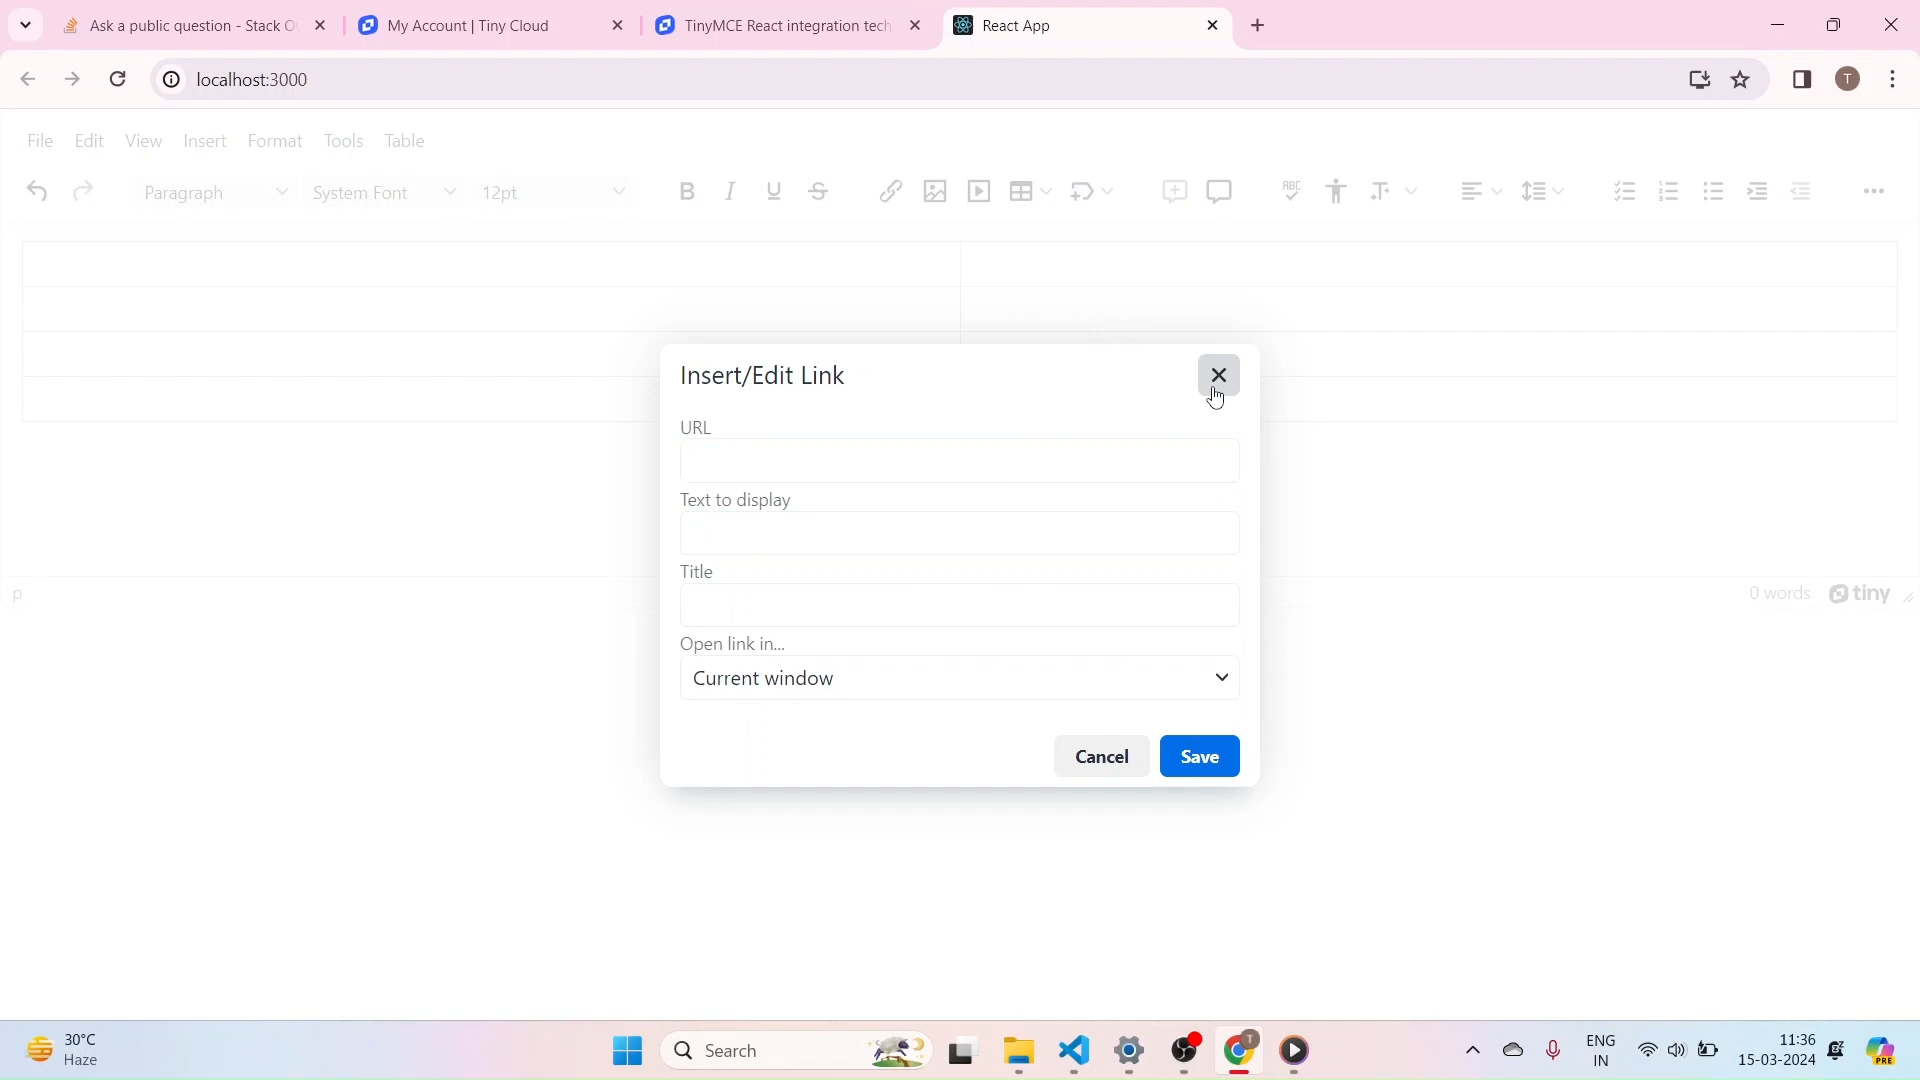 Ask a public question - Stack O
My Account | Tiny Cloud
TinyMCE React integration tech
React App
localhost:3000
T
File Edit View Insert Format Tools Table
Paragraph System Font 12pt B I U S ABC
Insert/Edit Link
URL
Text to display
Title
Open link in...
Current window
Cancel Save
p 0 words tiny
30°C
Haze
Search
T
ENG
IN
11:36
15-03-2024
PRE